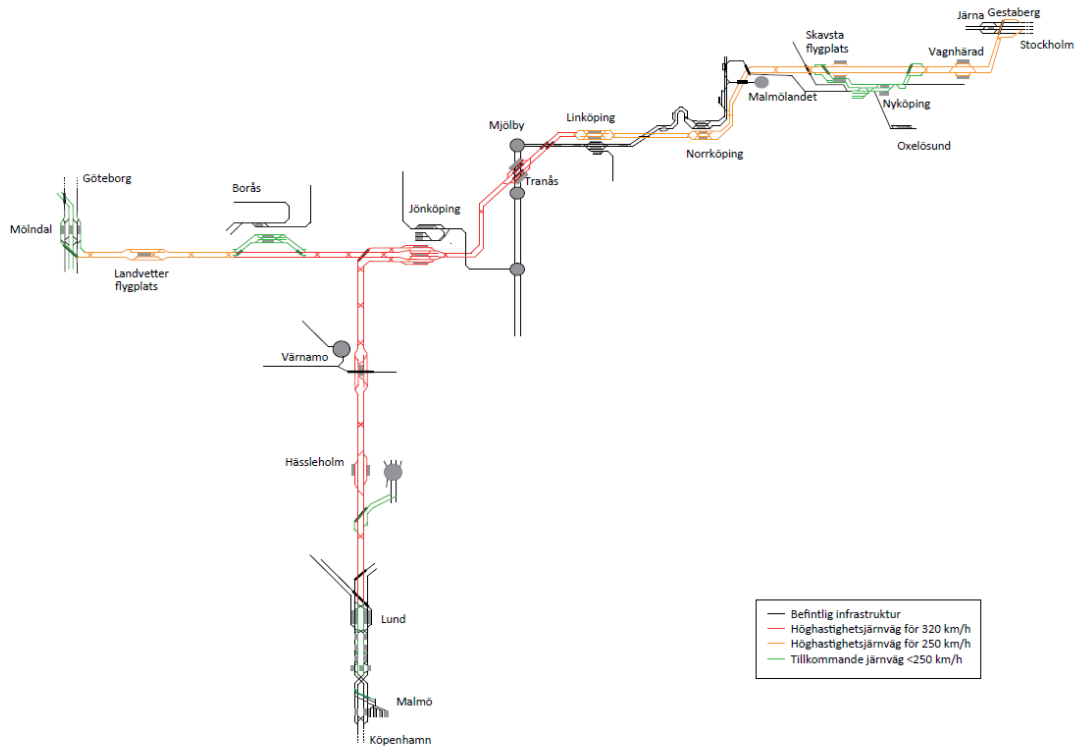 Järna
Gestaberg
Stockholm
Skavsta
flygplats
Vagnhärad
Malmölandet
Nyköping
Oxelösund
Linköping
Norrköping
Mjölby
Tranås
Göteborg
Borås
Jönköping
Mölndal
Landvetter
flygplats
Värnamo
Hässleholm
Lund
Malmö
Köpenhamn
Befintlig infrastruktur
Höghastighetsjärnväg för 320 km/h
Höghastighetsjärnväg för 250 km/h
Tillkommande järnväg <250 km/h